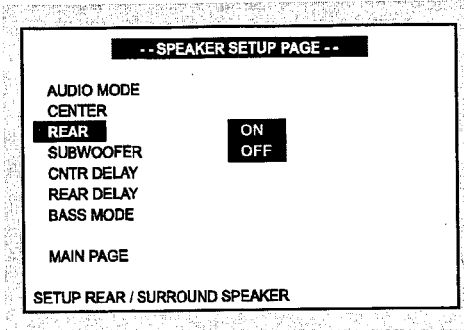 - - SPEAKER SETUP PAGE - -
AUDIO MODE
CENTER
REAR ON
SUBWOOFER OFF
CNTR DELAY
REAR DELAY
BASS MODE
MAIN PAGE
SETUP REAR / SURROUND SPEAKER